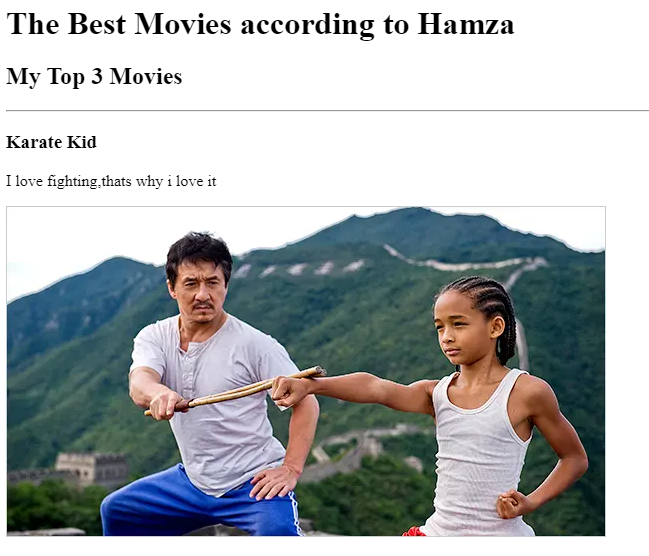 The Best Movies according to Hamza
My Top 3 Movies
Karate Kid
I love fighting,thats why i love it